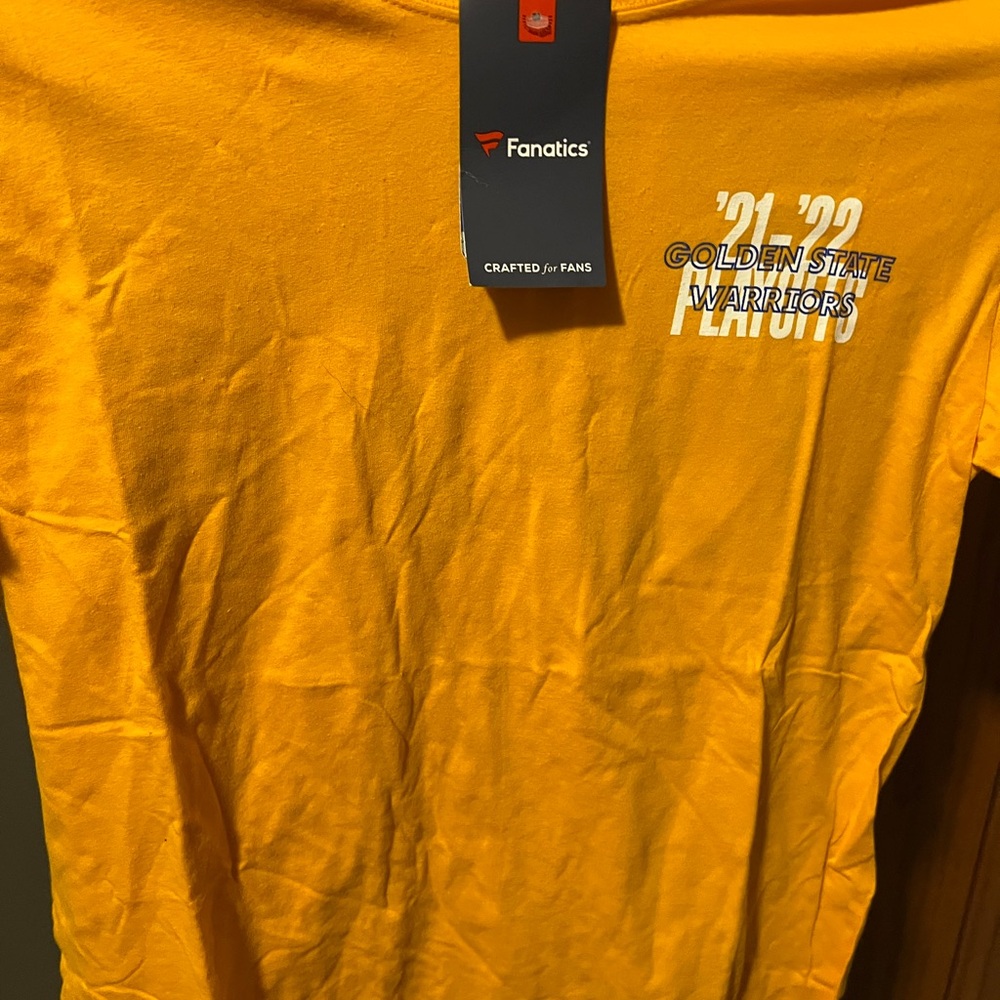 Fanatics
CRAFTED for FANS
'21-'22
GOLDEN STATE
WARRIORS
PLAYOFFS